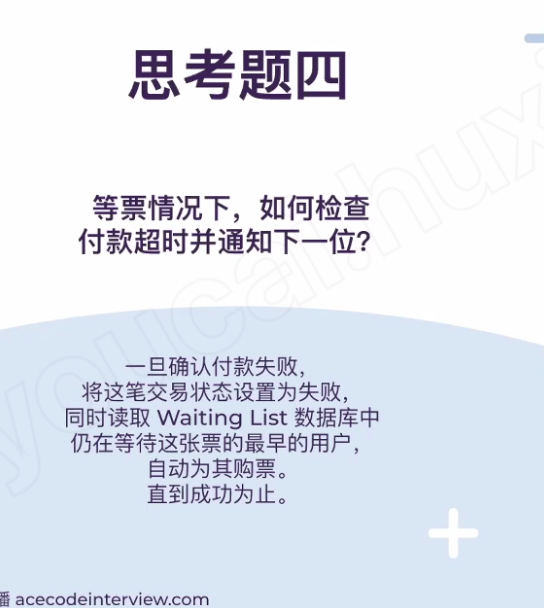 思考题四
等票情况下，如何检查
付款超时并通知下一位？
一旦确认付款失败，
将这笔交易状态设置为失败，
同时读取 Waiting List 数据库中
仍在等待这张票的最早的用户，
自动为其购票。
直到成功为止。
播 acecodeinterview.com